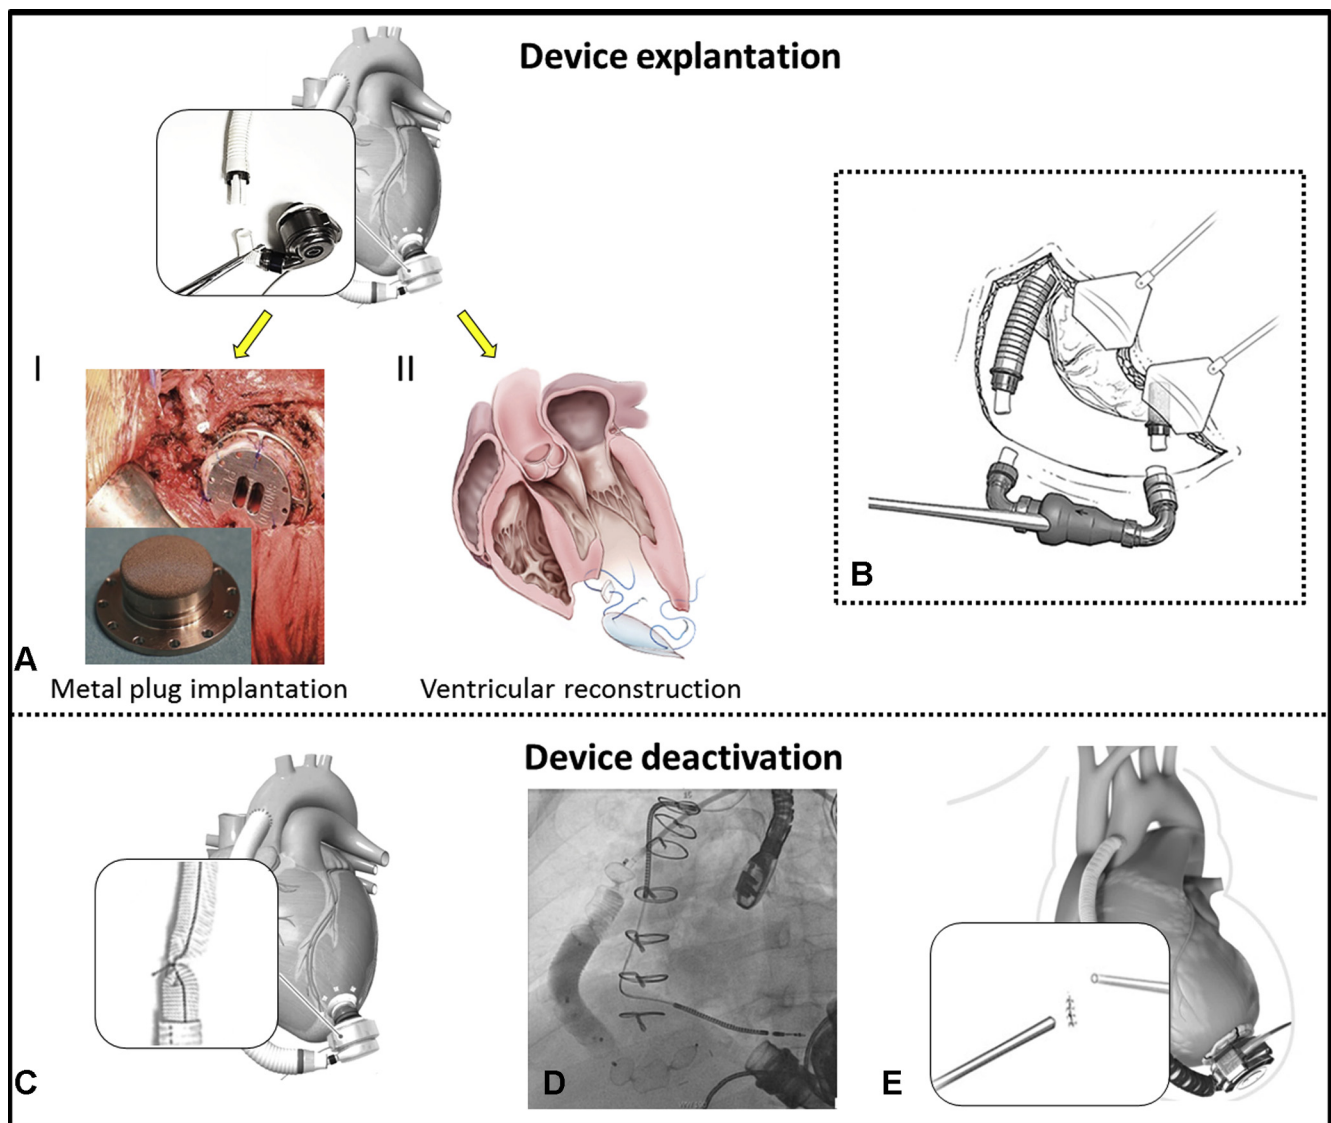 Device explantation
I
II
B
A
Metal plug implantation
Ventricular reconstruction
Device deactivation
C
D
E